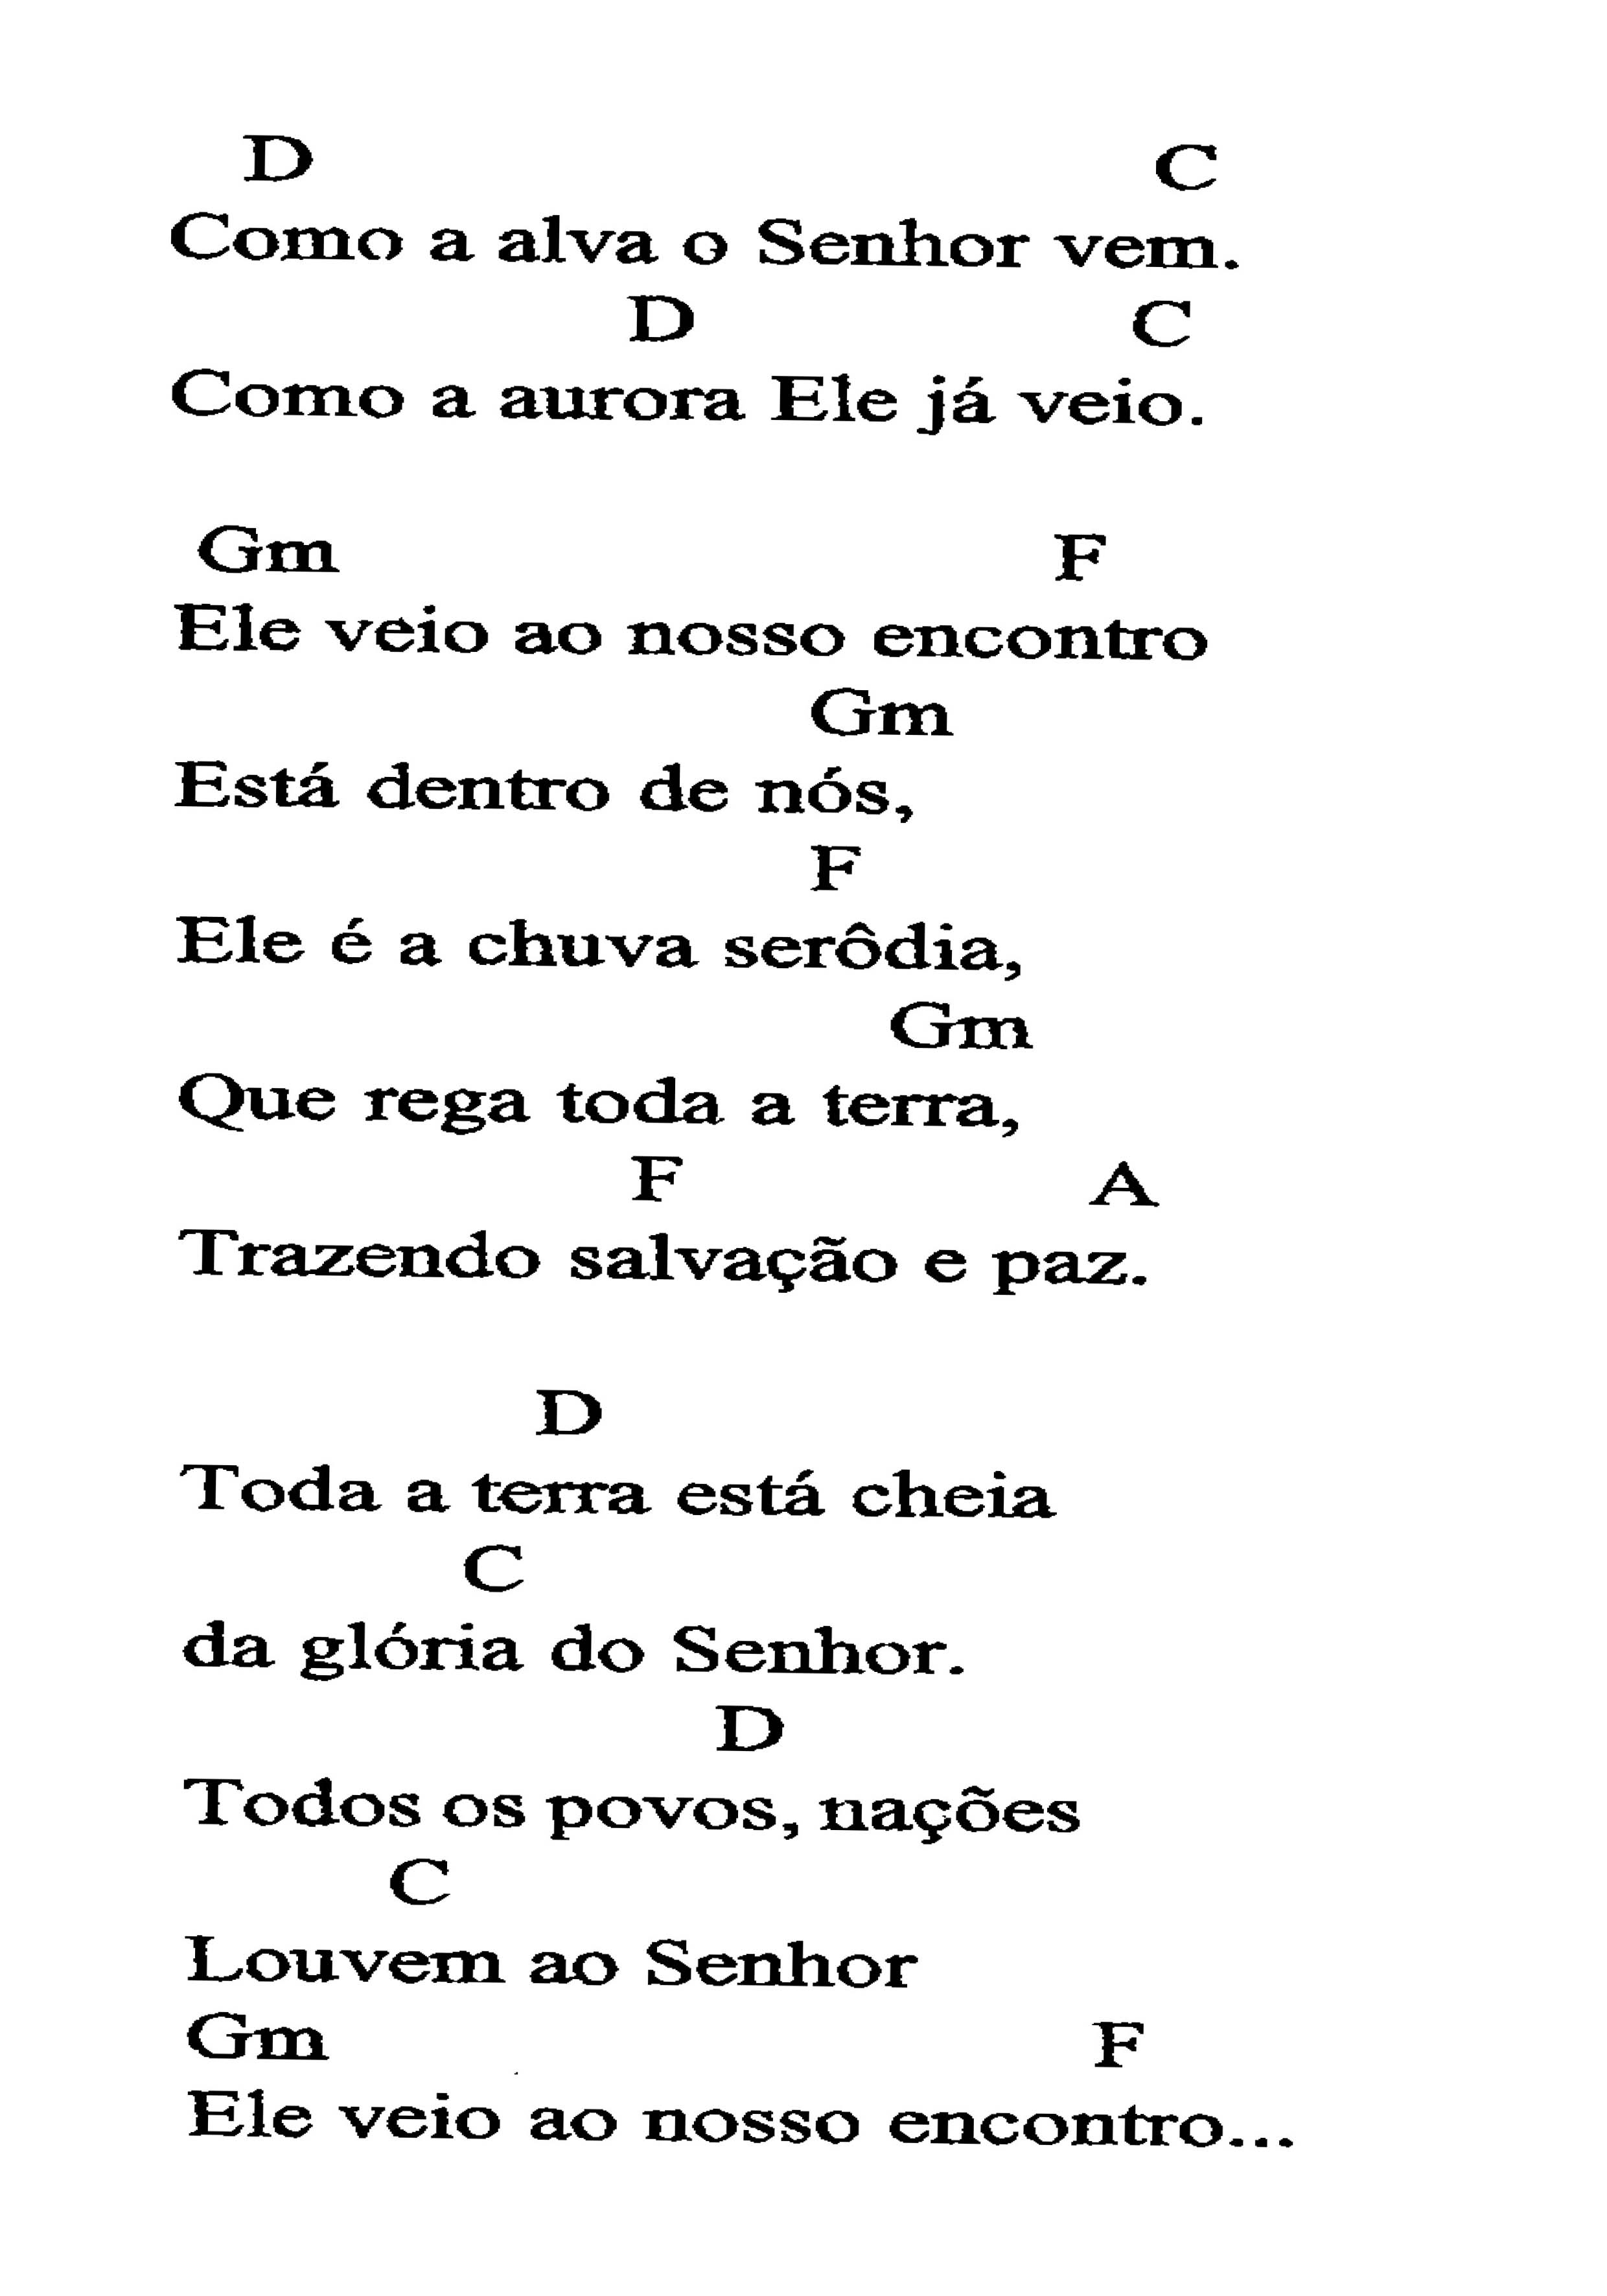 D C
Como a alva o Senhor vem.
D C
Como a aurora Ele já veio.
Gm F
Ele veio ao nosso encontro
Gm
Está dentro de nós,
F
Ele é a chuva serôdia,
Gm
Que rega toda a terra,
F A
Trazendo salvação e paz.
D
Toda a terra está cheia
C
da glória do Senhor.
D
Todos os povos, nações
C
Louvem ao Senhor
Gm F
Ele veio ao nosso encontro...